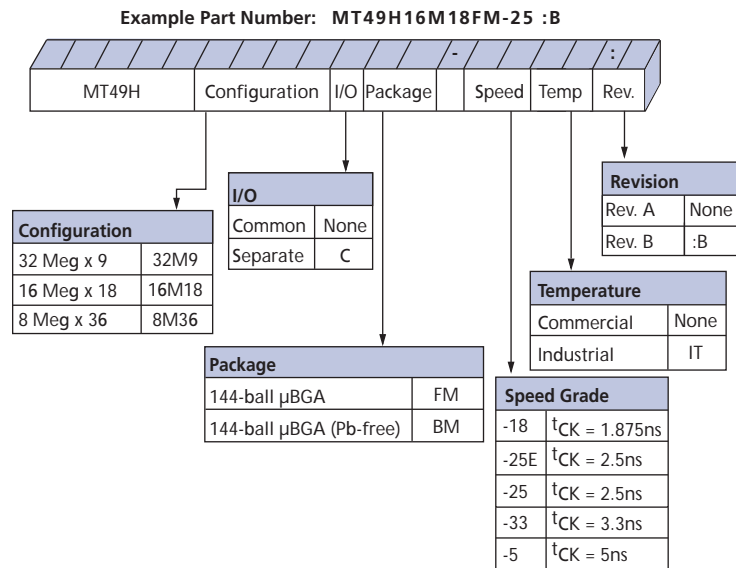 Example Part Number: MT49H16M18FM-25 :B
- :
MT49H Configuration I/O Package Speed Temp Rev.
I/O
Common None
Separate C
Revision
Rev. A None
Rev. B :B
Configuration
32 Meg x 9 32M9
16 Meg x 18 16M18
8 Meg x 36 8M36
Temperature
Commercial None
Industrial IT
Package
144-ball µBGA FM
144-ball µBGA (Pb-free) BM
Speed Grade
-18 tCK = 1.875ns
-25E tCK = 2.5ns
-25 tCK = 2.5ns
-33 tCK = 3.3ns
-5 tCK = 5ns